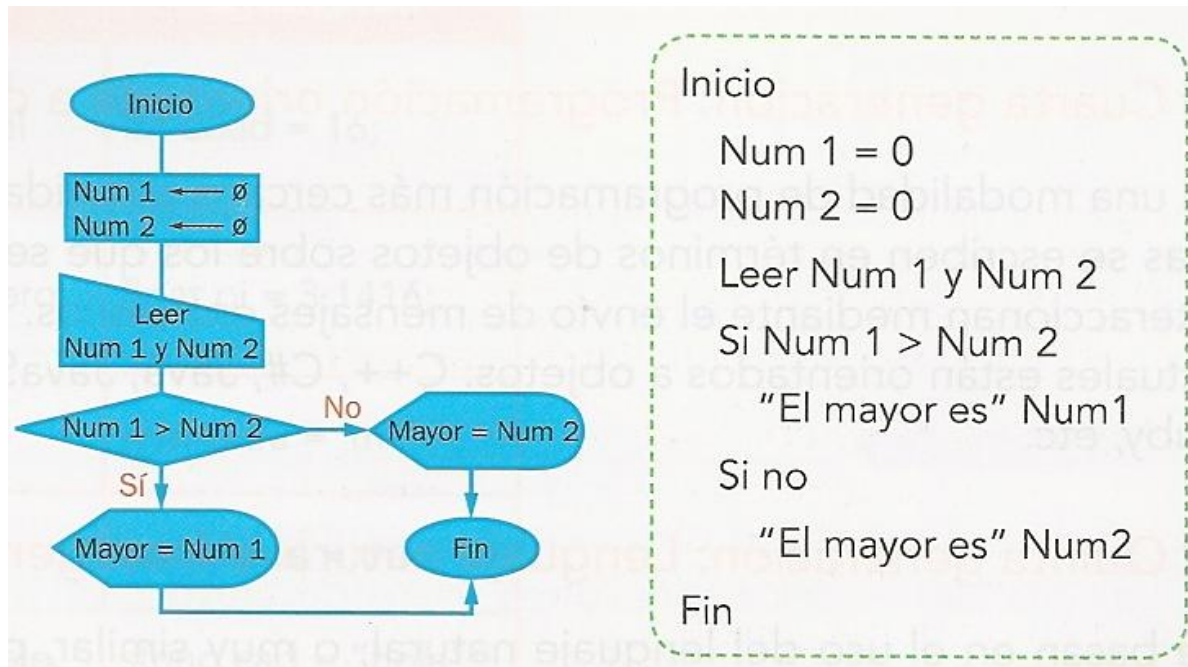 Inicio
Num 1 ← ø
Num 2 ← ø
Leer
Num 1 y Num 2
Num 1 > Num 2
No
Mayor = Num 2
Sí
Mayor = Num 1
Fin
Inicio
Num 1 = 0
Num 2 = 0
Leer Num 1 y Num 2
Si Num 1 > Num 2
"El mayor es" Num1
Si no
"El mayor es" Num2
Fin